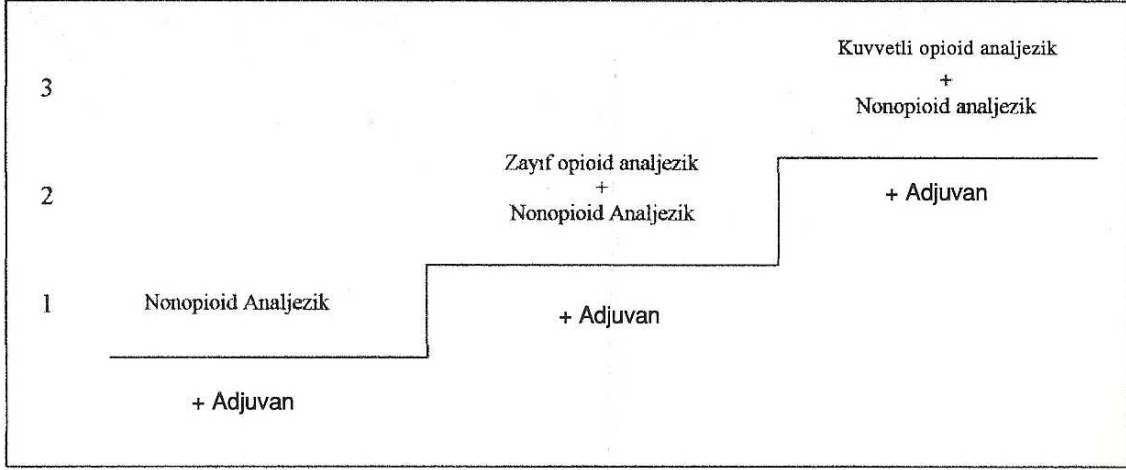 3
Kuvvetli opioid analjezik
+
Nonopioid analjezik
+ Adjuvan
2
Zayıf opioid analjezik
+
Nonopioid Analjezik
+ Adjuvan
1
Nonopioid Analjezik
+ Adjuvan